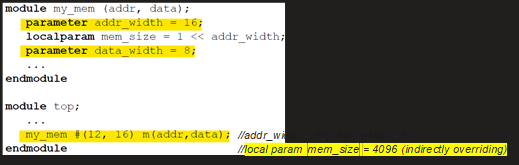 module my_mem (addr, data);
parameter addr_width = 16;
localparam mem_size = 1 << addr_width;
parameter data_width = 8;
...
endmodule
module top;
...
my_mem #(12, 16) m(addr,data); //addr_wi
endmodule //local param mem_size = 4096 (indirectly overriding)